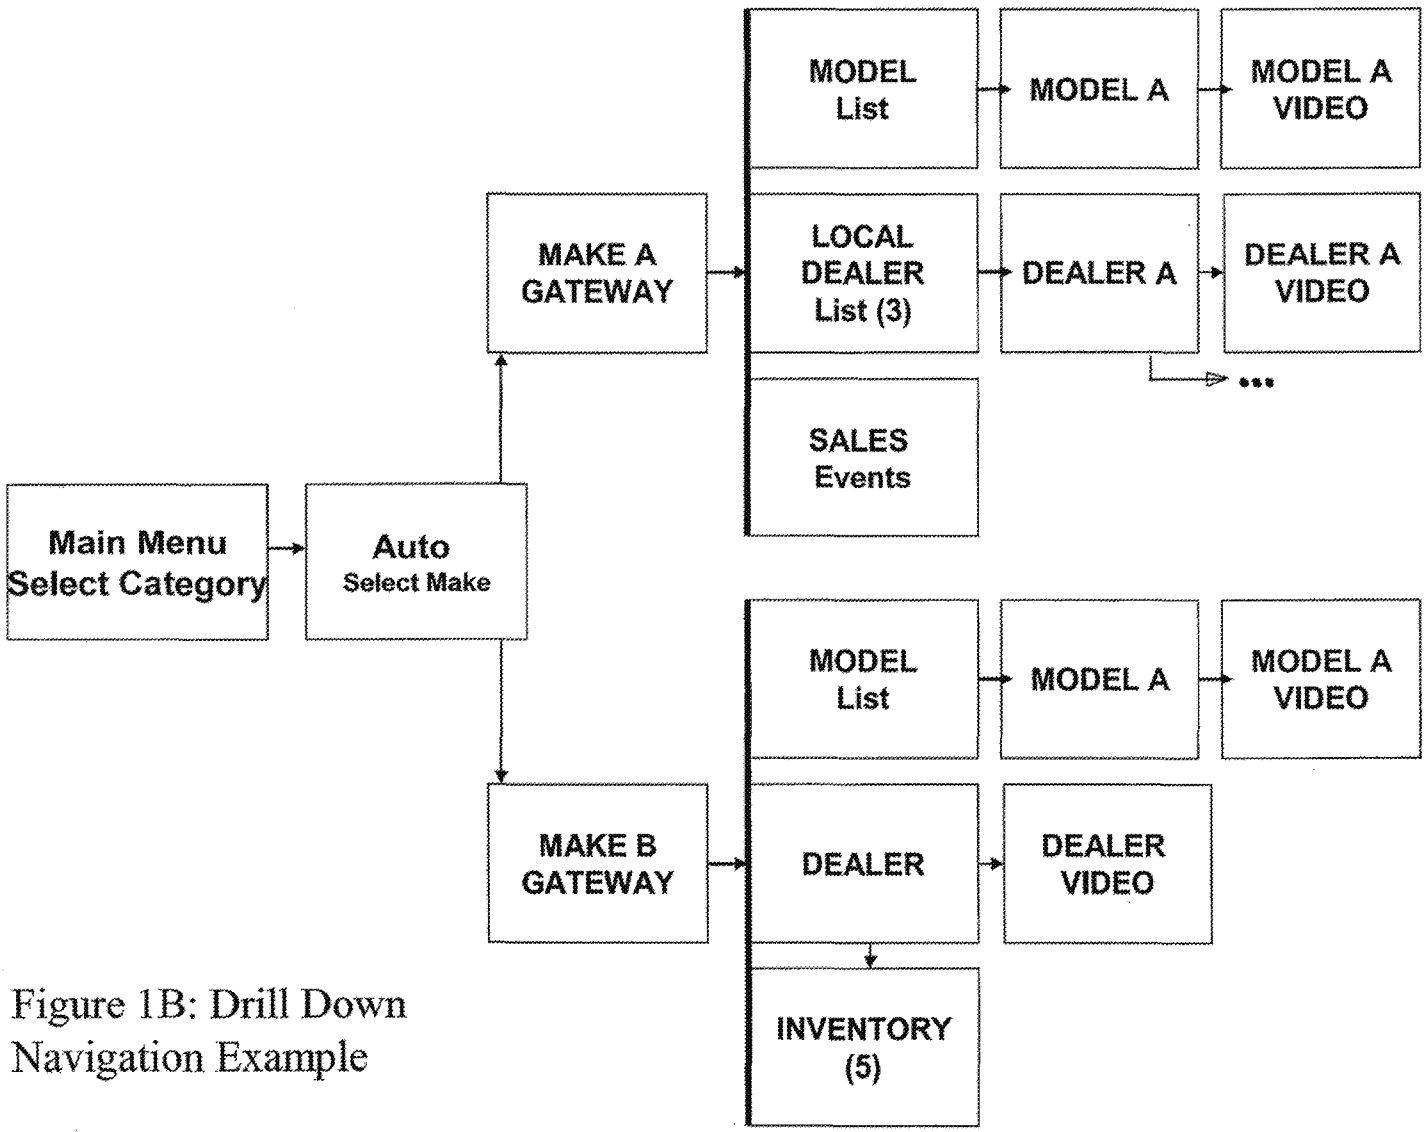 MODEL
List
MODEL A
MODEL A
VIDEO
MAKE A
GATEWAY
LOCAL
DEALER
List (3)
DEALER A
DEALER A
VIDEO
...
SALES
Events
Main Menu
Select Category
Auto
Select Make
MODEL
List
MODEL A
MODEL A
VIDEO
MAKE B
GATEWAY
DEALER
DEALER
VIDEO
INVENTORY
(5)
Figure 1B: Drill Down
Navigation Example